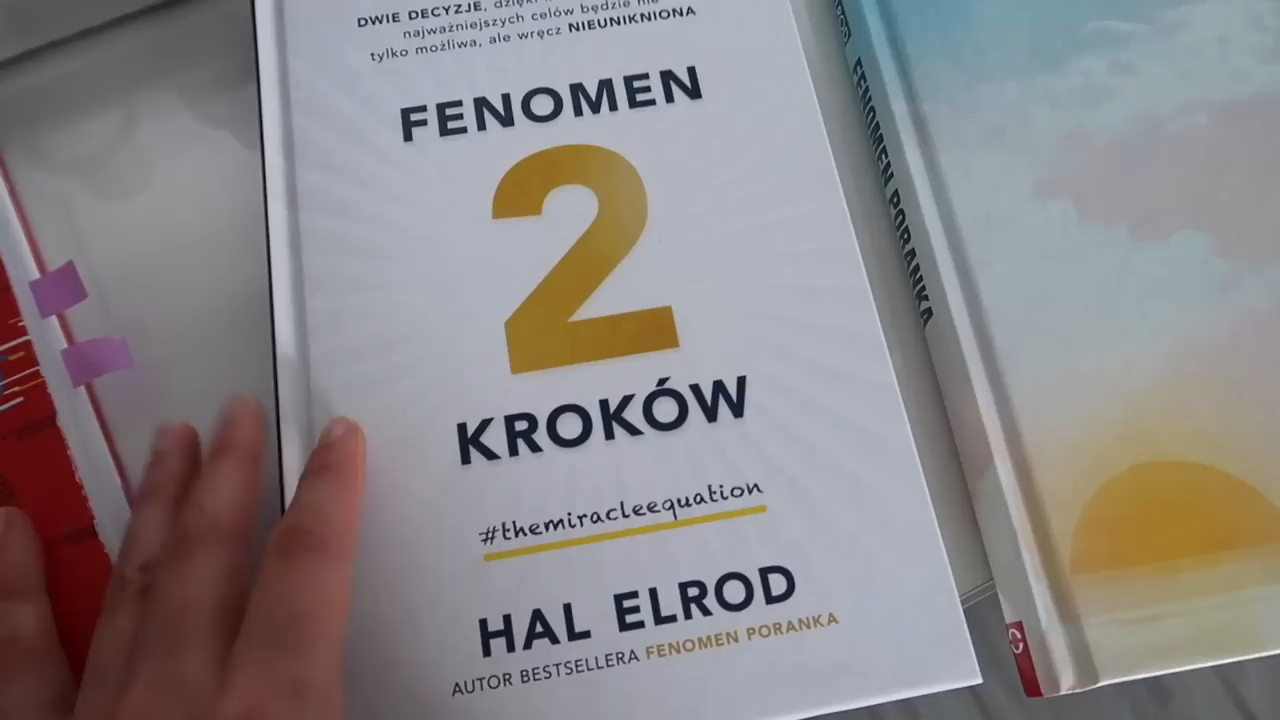 DWIE DECYZJE, dzięki
najważniejszych celów będzie nie
tylko możliwa, ale wręcz NIEUNIKNIONA
FENOMEN
2
KROKÓW
#themiracleequation
HAL ELROD
AUTOR BESTSELLERA FENOMEN PORANKA
FENOMEN PORANKA